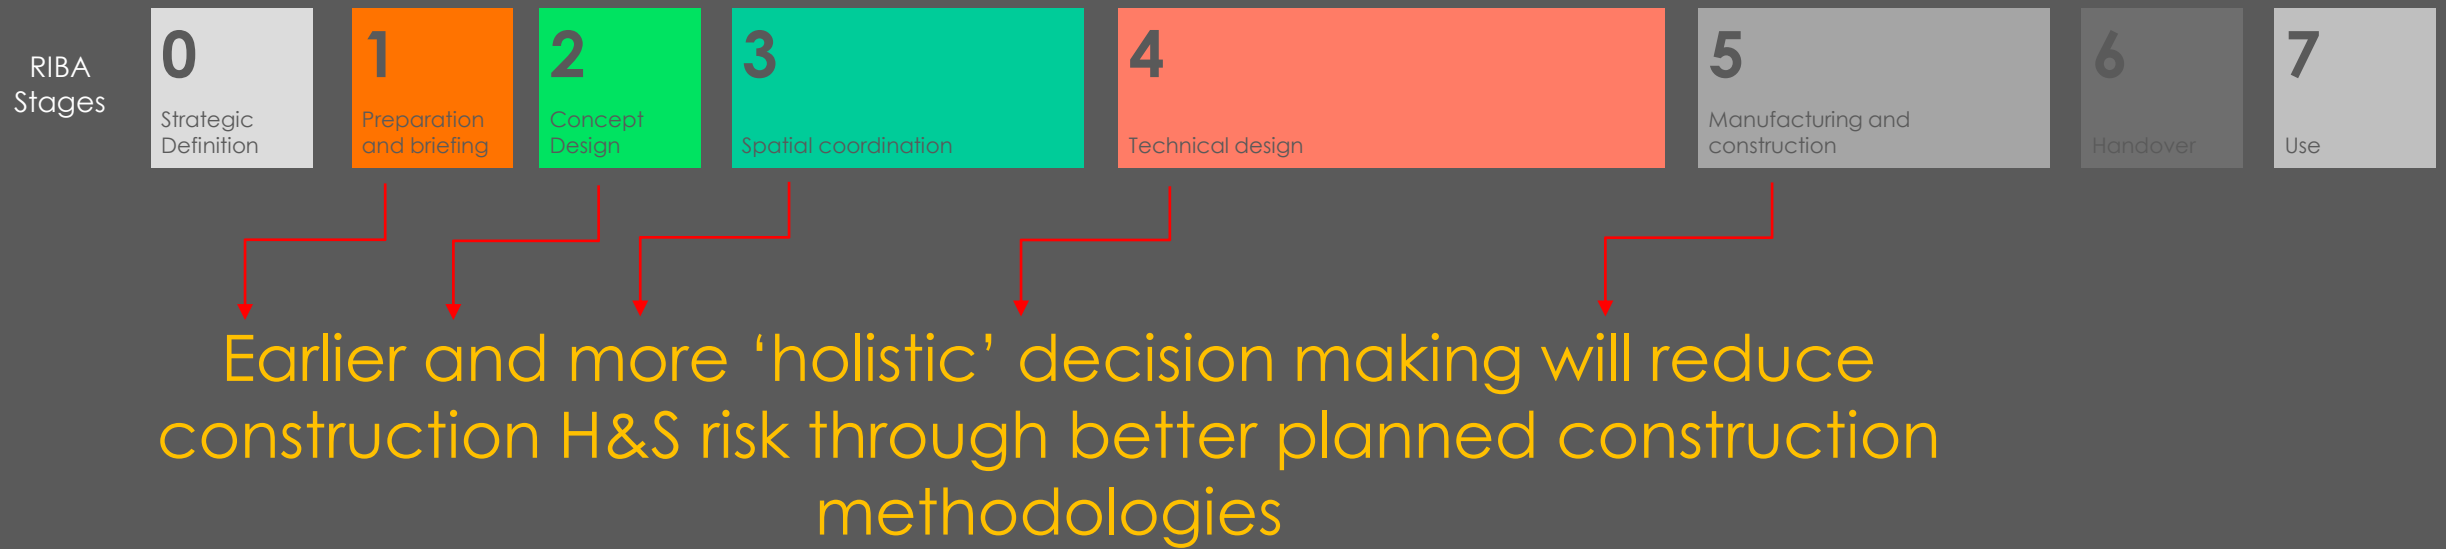 RIBA
Stages
0
Strategic
Definition
1
Preparation
and briefing
2
Concept
Design
3
Spatial coordination
4
Technical design
5
Manufacturing and
construction
6
Handover
7
Use
Earlier and more ‘holistic’ decision making will reduce
construction H&S risk through better planned construction
methodologies